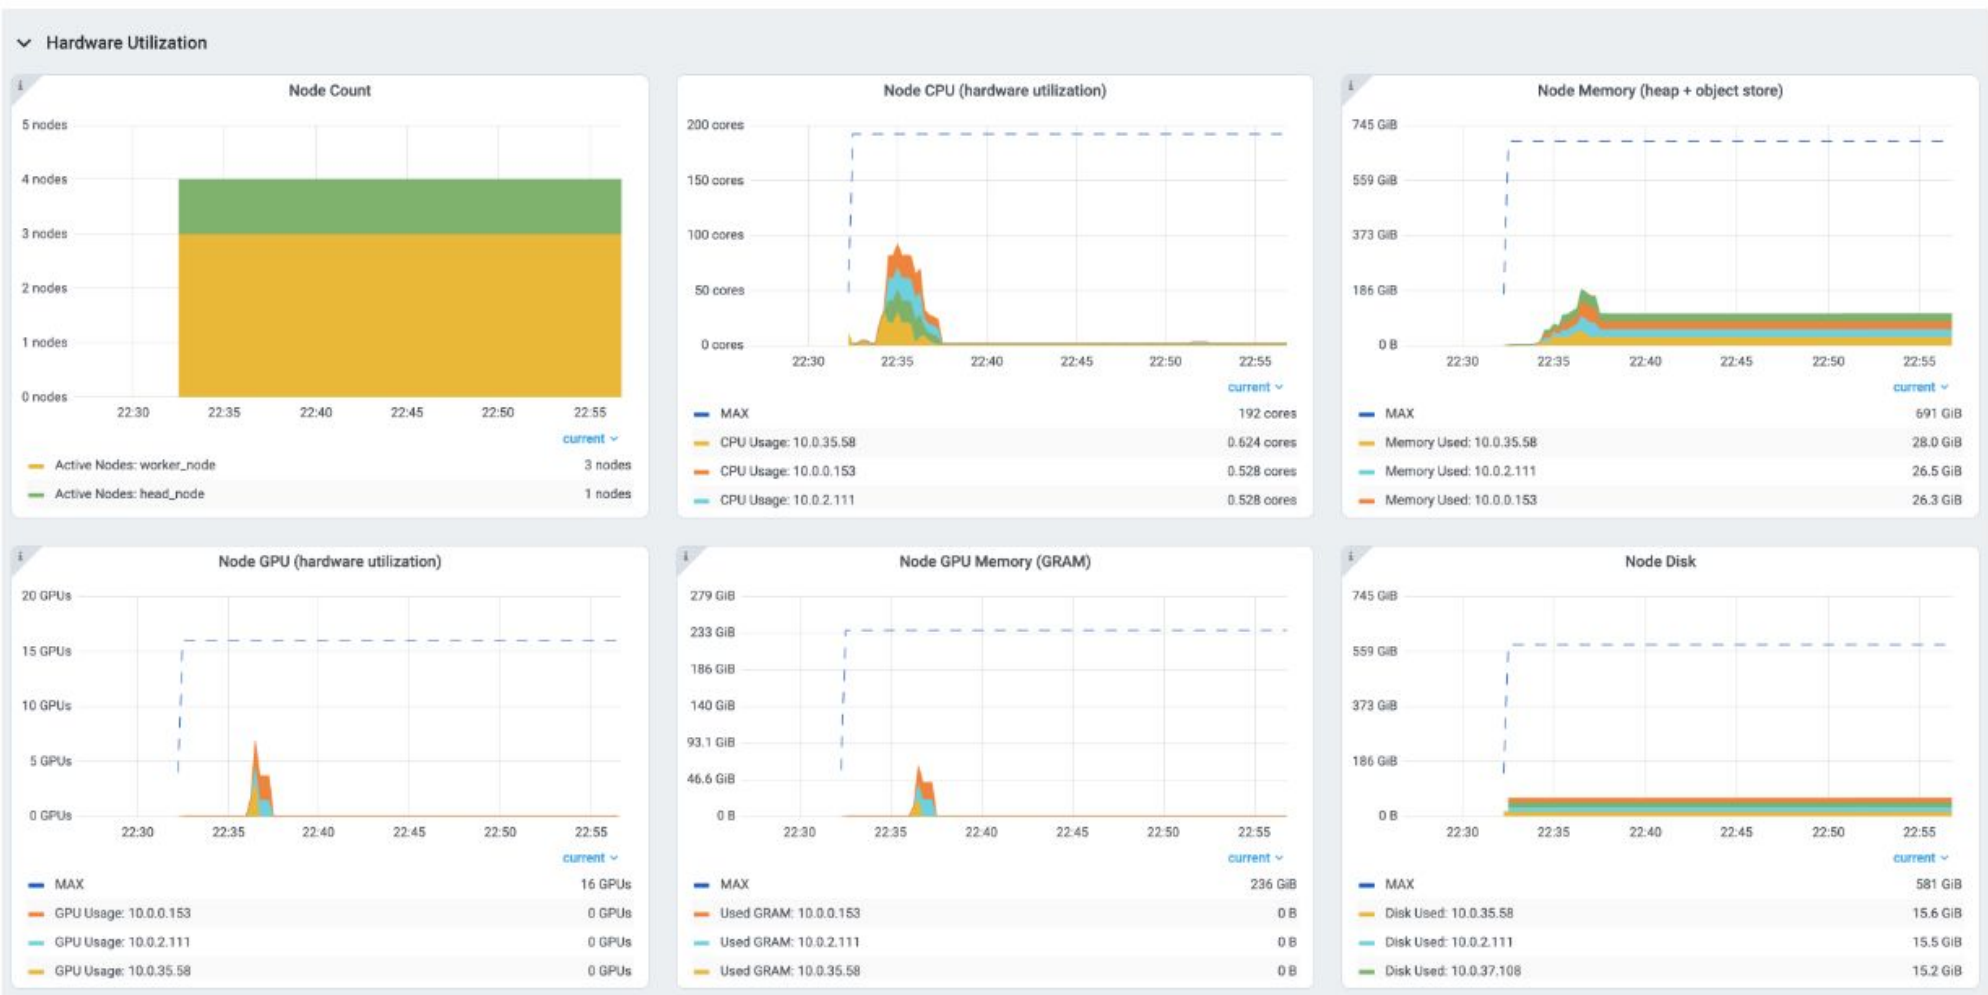 Hardware Utilization
i
Node Count
5 nodes
4 nodes
3 nodes
2 nodes
1 nodes
0 nodes
22:30 22:35 22:40 22:45 22:50 22:55
current
Active Nodes: worker_node 3 nodes
Active Nodes: head_node 1 nodes
Node CPU (hardware utilization)
200 cores
150 cores
100 cores
50 cores
0 cores
22:30 22:35 22:40 22:45 22:50 22:55
current
MAX 192 cores
CPU Usage: 10.0.35.58 0.624 cores
CPU Usage: 10.0.0.153 0.528 cores
CPU Usage: 10.0.2.111 0.528 cores
i
Node Memory (heap + object store)
745 GiB
559 GiB
373 GiB
186 GiB
0 B
22:30 22:35 22:40 22:45 22:50 22:55
current
MAX 691 GiB
Memory Used: 10.0.35.58 28.0 GiB
Memory Used: 10.0.2.111 26.5 GiB
Memory Used: 10.0.0.153 26.3 GiB
i
Node GPU (hardware utilization)
20 GPUs
15 GPUs
10 GPUs
5 GPUs
0 GPUs
22:30 22:35 22:40 22:45 22:50 22:55
current
MAX 16 GPUs
GPU Usage: 10.0.0.153 0 GPUs
GPU Usage: 10.0.2.111 0 GPUs
GPU Usage: 10.0.35.58 0 GPUs
i
Node GPU Memory (GRAM)
279 GiB
233 GiB
186 GiB
140 GiB
93.1 GiB
46.6 GiB
0 B
22:30 22:35 22:40 22:45 22:50 22:55
current
MAX 236 GiB
Used GRAM: 10.0.0.153 0 B
Used GRAM: 10.0.2.111 0 B
Used GRAM: 10.0.35.58 0 B
i
Node Disk
745 GiB
559 GiB
373 GiB
186 GiB
0 B
22:30 22:35 22:40 22:45 22:50 22:55
current
MAX 581 GiB
Disk Used: 10.0.35.58 15.6 GiB
Disk Used: 10.0.2.111 15.5 GiB
Disk Used: 10.0.37.108 15.2 GiB